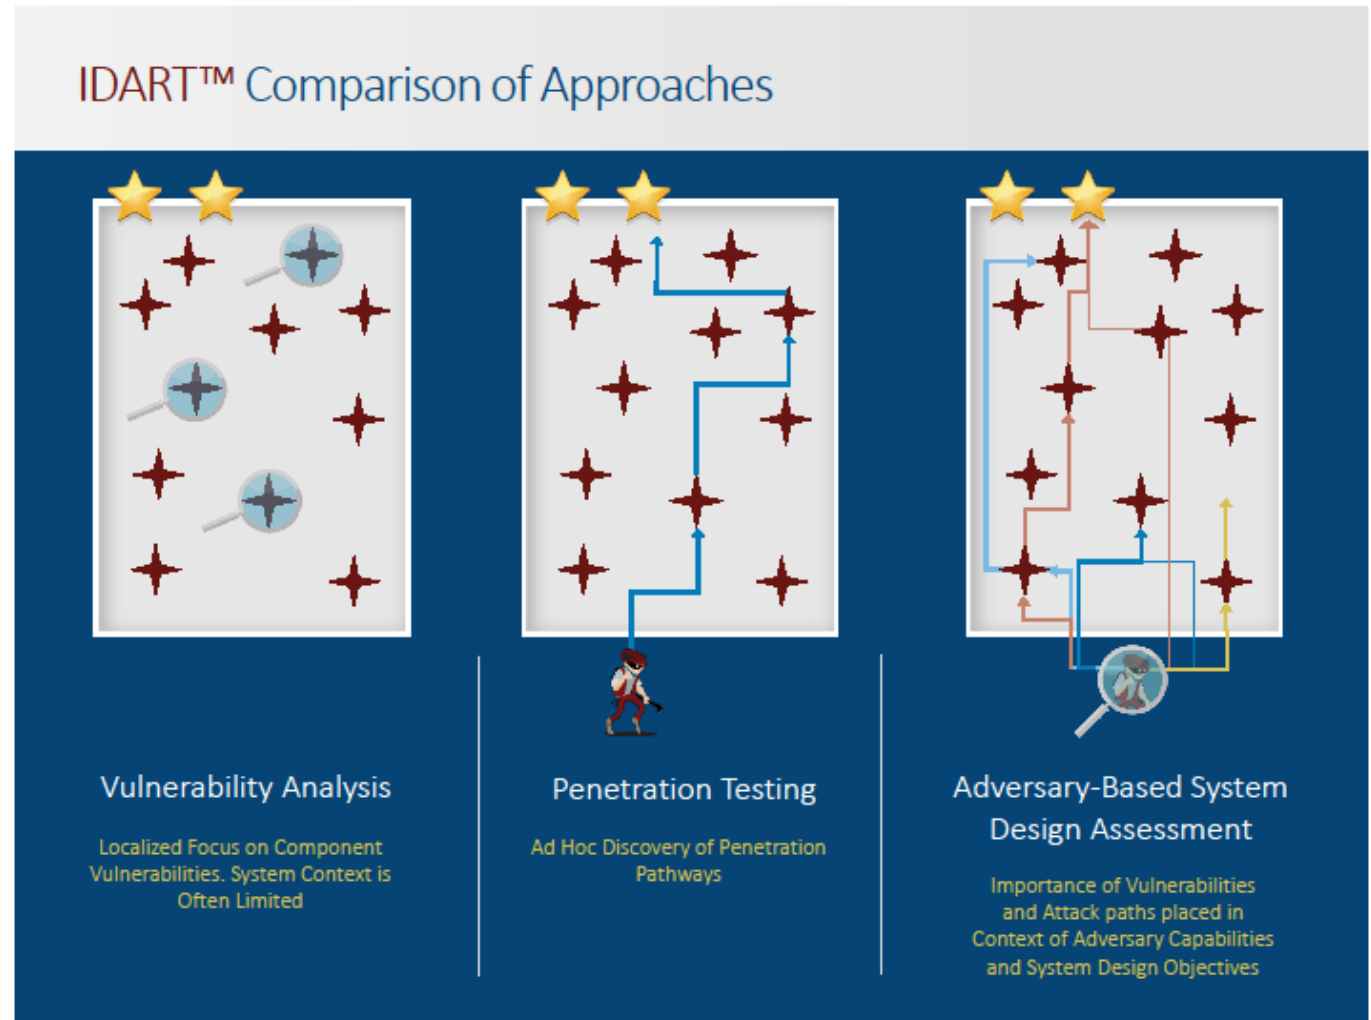 IDART™ Comparison of Approaches
Vulnerability Analysis
Localized Focus on Component
Vulnerabilities. System Context is
Often Limited
Penetration Testing
Ad Hoc Discovery of Penetration
Pathways
Adversary-Based System
Design Assessment
Importance of Vulnerabilities
and Attack paths placed in
Context of Adversary Capabilities
and System Design Objectives